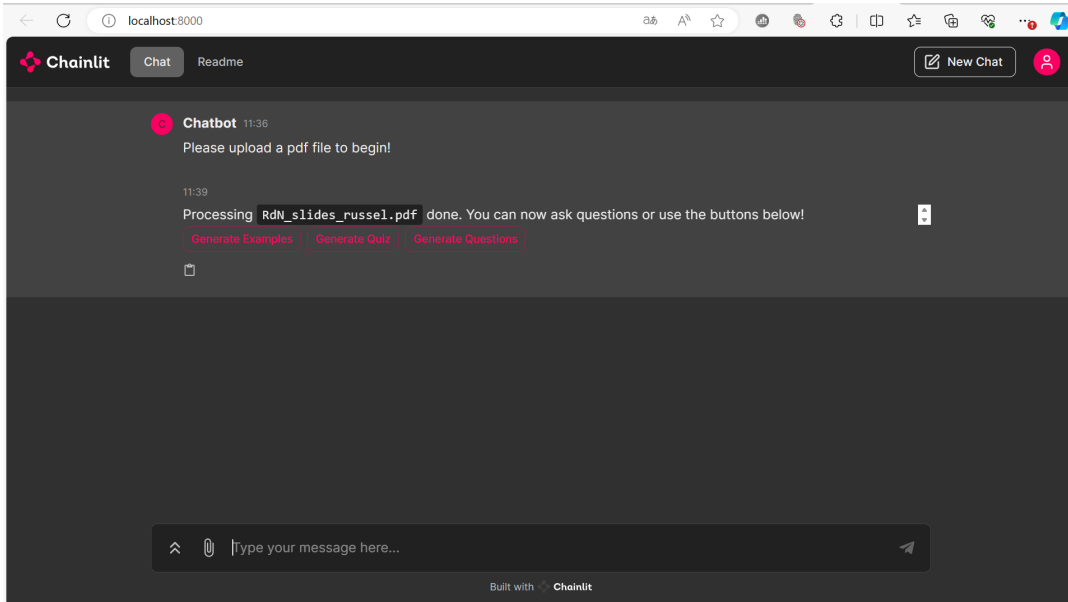 localhost:8000
Chainlit Chat Readme New Chat
C Chatbot 11:36
Please upload a pdf file to begin!
11:39
Processing RdN_slides_russel.pdf done. You can now ask questions or use the buttons below!
Generate Examples Generate Quiz Generate Questions
Type your message here...
Built with Chainlit